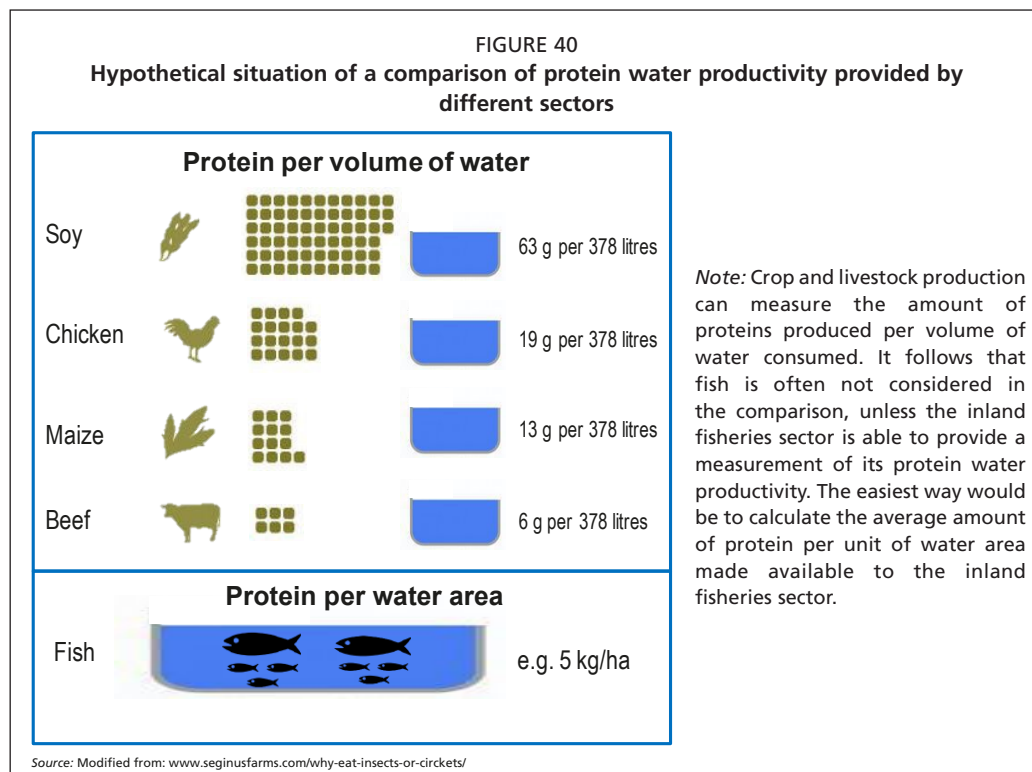 FIGURE 40
Hypothetical situation of a comparison of protein water productivity provided by
different sectors
Protein per volume of water
Soy
63 g per 378 litres
Chicken
19 g per 378 litres
Maize
13 g per 378 litres
Beef
6 g per 378 litres
Protein per water area
Fish
e.g. 5 kg/ha
Note: Crop and livestock production
can measure the amount of
proteins produced per volume of
water consumed. It follows that
fish is often not considered in
the comparison, unless the inland
fisheries sector is able to provide a
measurement of its protein water
productivity. The easiest way would
be to calculate the average amount
of protein per unit of water area
made available to the inland
fisheries sector.
Source: Modified from: www.seginusfarms.com/why-eat-insects-or-circkets/